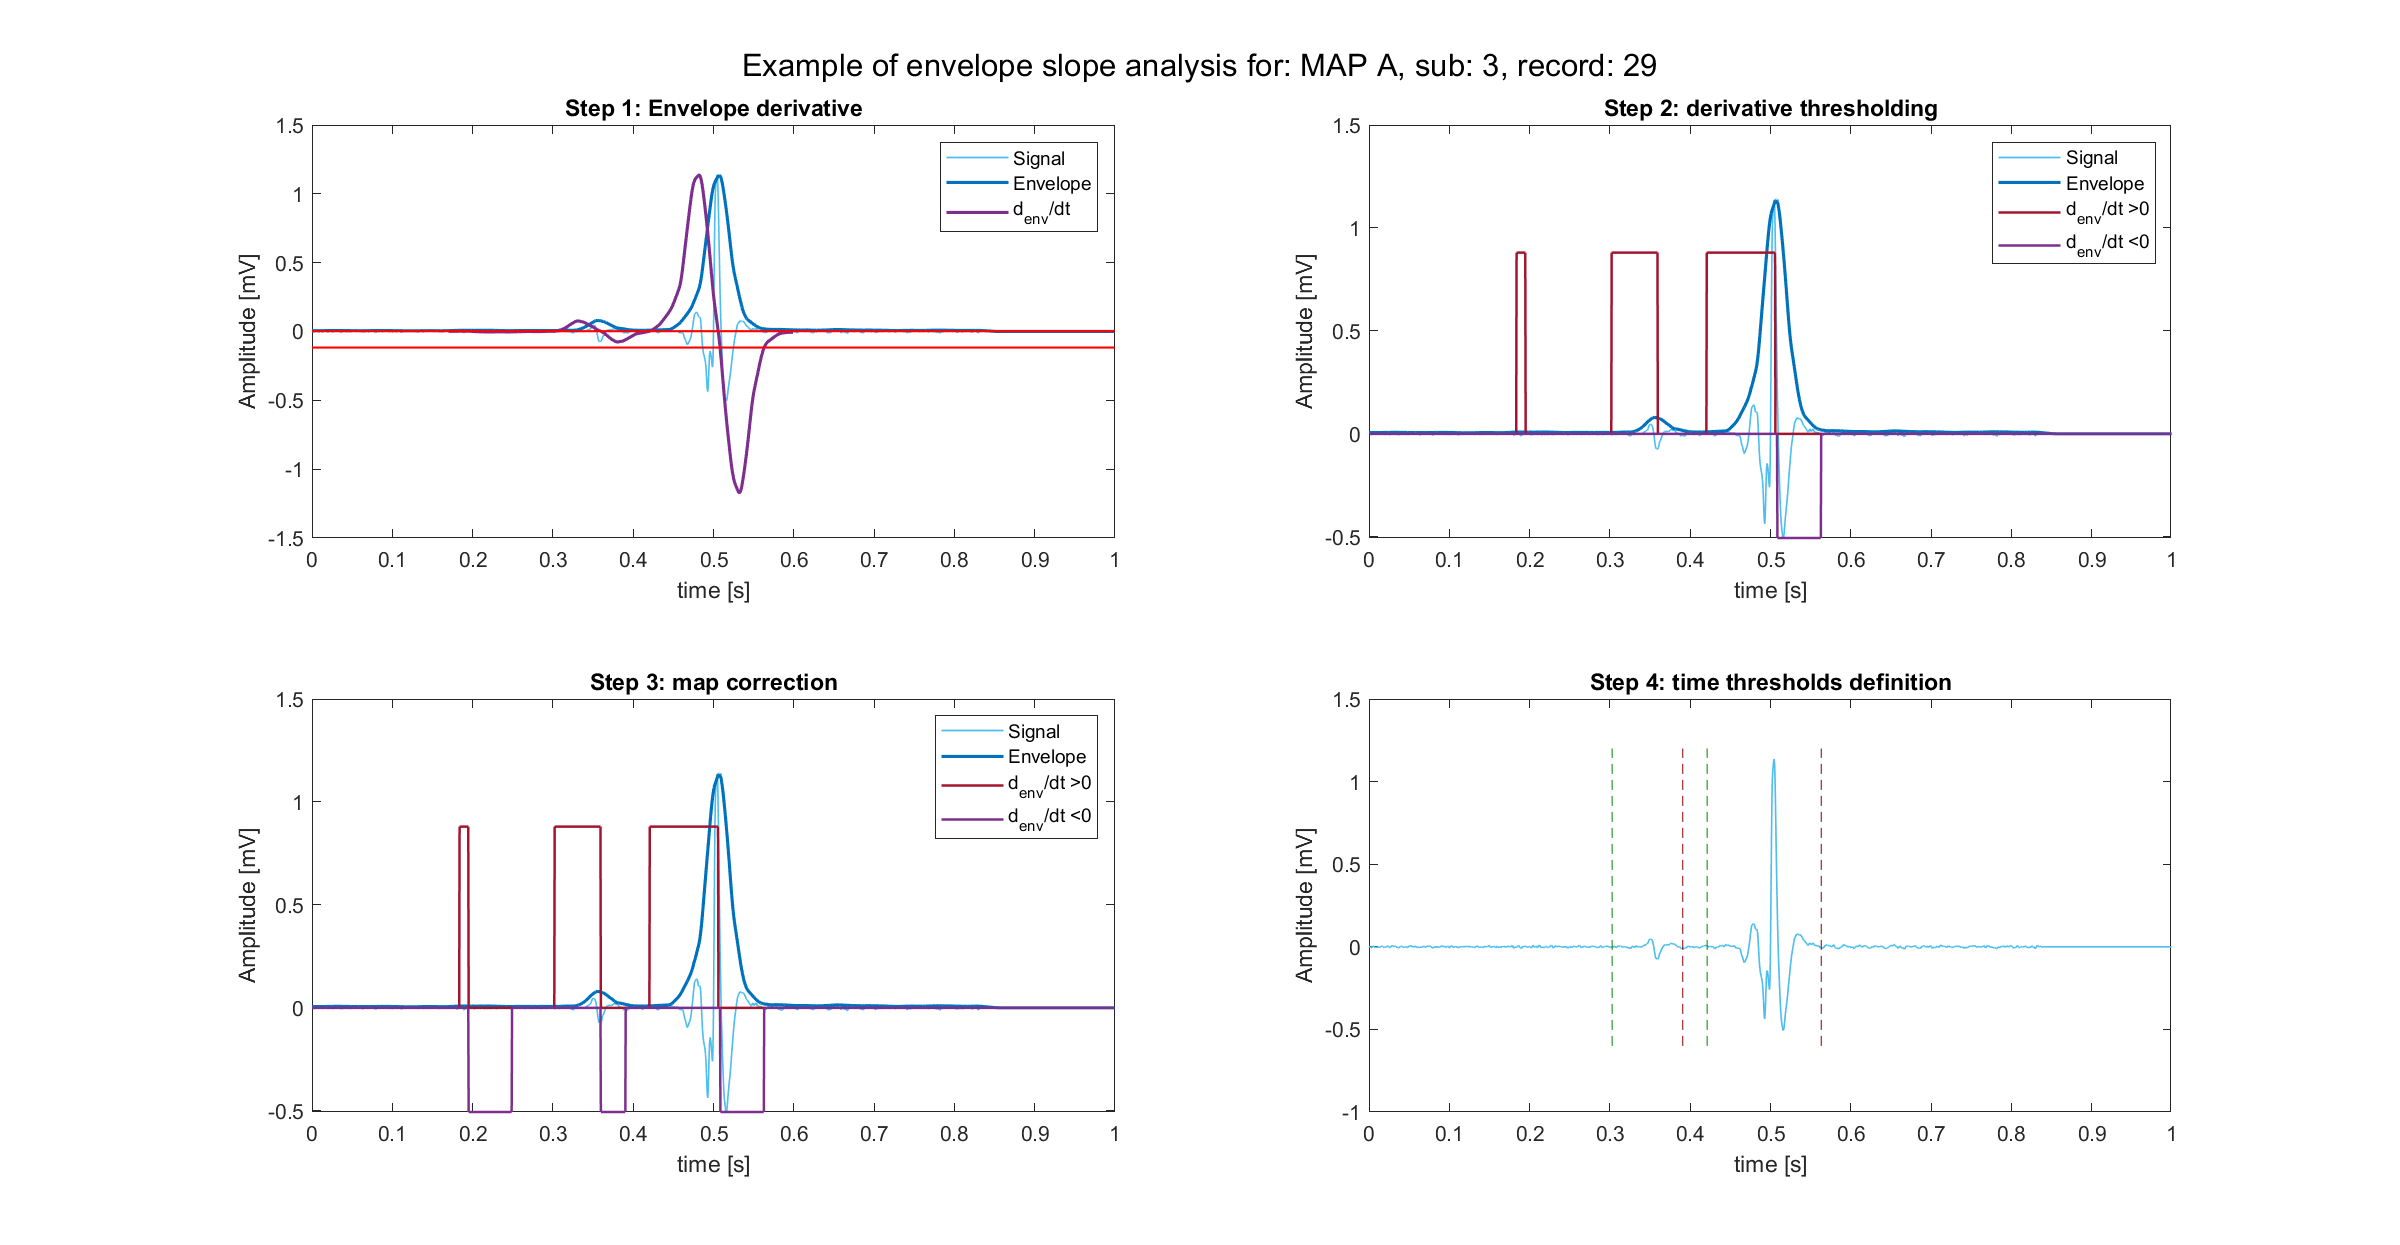 Example of envelope slope analysis for: MAP A, sub: 3, record: 29
Step 1: Envelope derivative
1.5
1
0.5
0
-0.5
-1
-1.5
Amplitude [mV]
0 0.1 0.2 0.3 0.4 0.5 0.6 0.7 0.8 0.9 1
time [s]
Signal
Envelope
d_env/dt
Step 2: derivative thresholding
1.5
1
0.5
0
-0.5
Amplitude [mV]
0 0.1 0.2 0.3 0.4 0.5 0.6 0.7 0.8 0.9 1
time [s]
Signal
Envelope
d_env/dt >0
d_env/dt <0
Step 3: map correction
1.5
1
0.5
0
-0.5
Amplitude [mV]
0 0.1 0.2 0.3 0.4 0.5 0.6 0.7 0.8 0.9 1
time [s]
Signal
Envelope
d_env/dt >0
d_env/dt <0
Step 4: time thresholds definition
1.5
1
0.5
0
-0.5
-1
Amplitude [mV]
0 0.1 0.2 0.3 0.4 0.5 0.6 0.7 0.8 0.9 1
time [s]